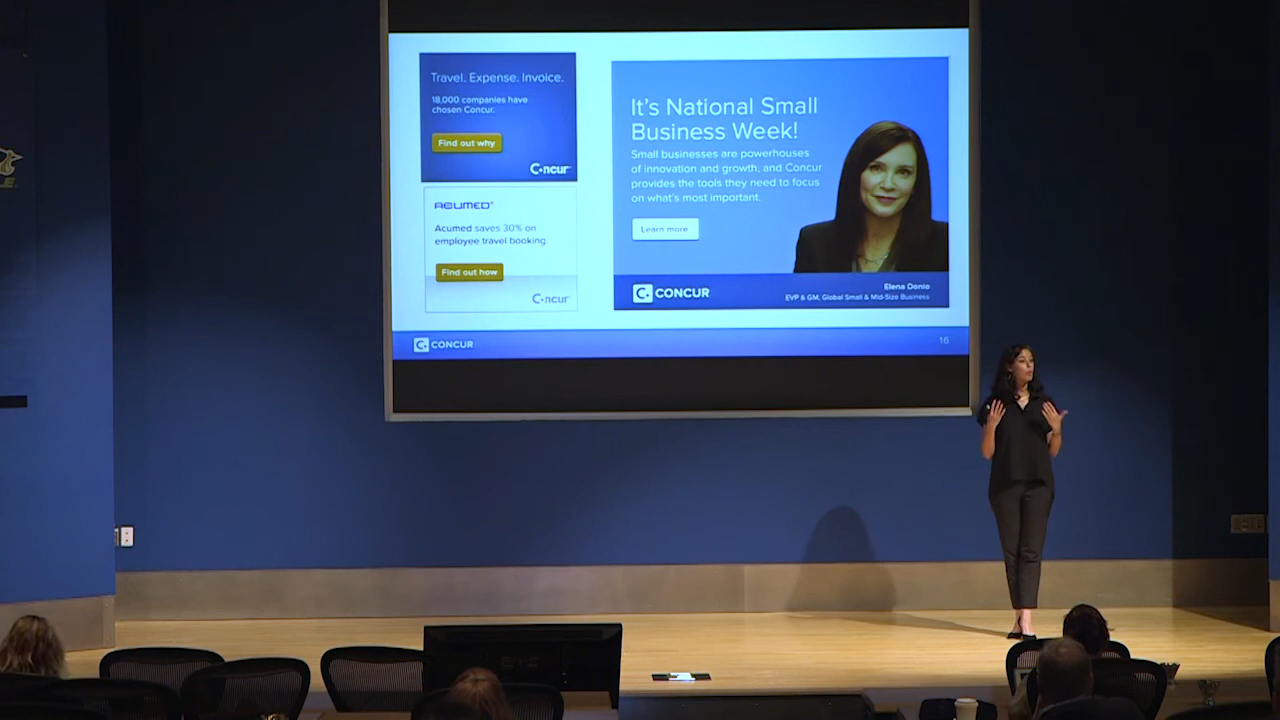 Travel. Expense. Invoice.
18,000 companies have
chosen Concur.
Find out why
C•ncur
ACUMED®
Acumed saves 30% on
employee travel booking.
Find out how
C•ncur
It's National Small
Business Week!
Small businesses are powerhouses
of innovation and growth, and Concur
provides the tools they need to focus
on what's most important.
Learn more
C. CONCUR
Elena Donio
EVP & GM, Global Small & Mid-Size Business
C. CONCUR
16